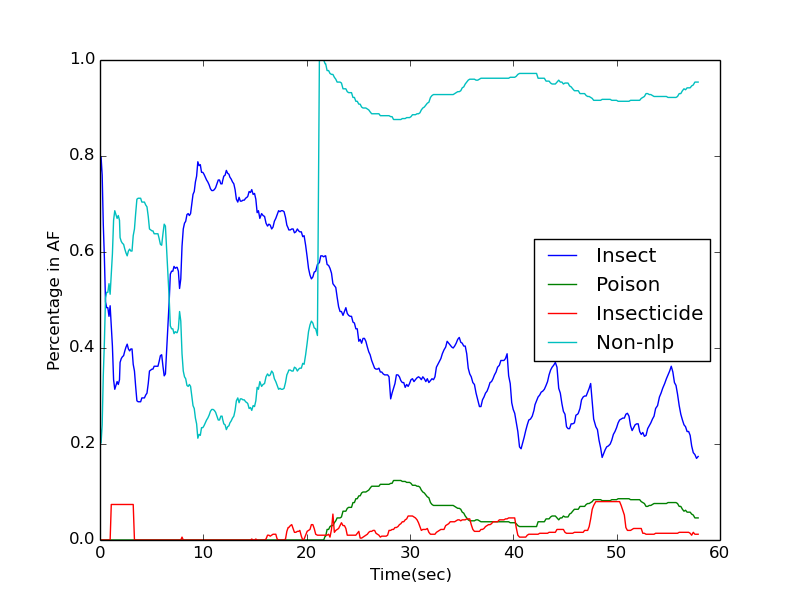 1.0
0.8
0.6
0.4
0.2
0.0
Percentage in AF
Insect
Poison
Insecticide
Non-nlp
0 10 20 30 40 50 60
Time(sec)